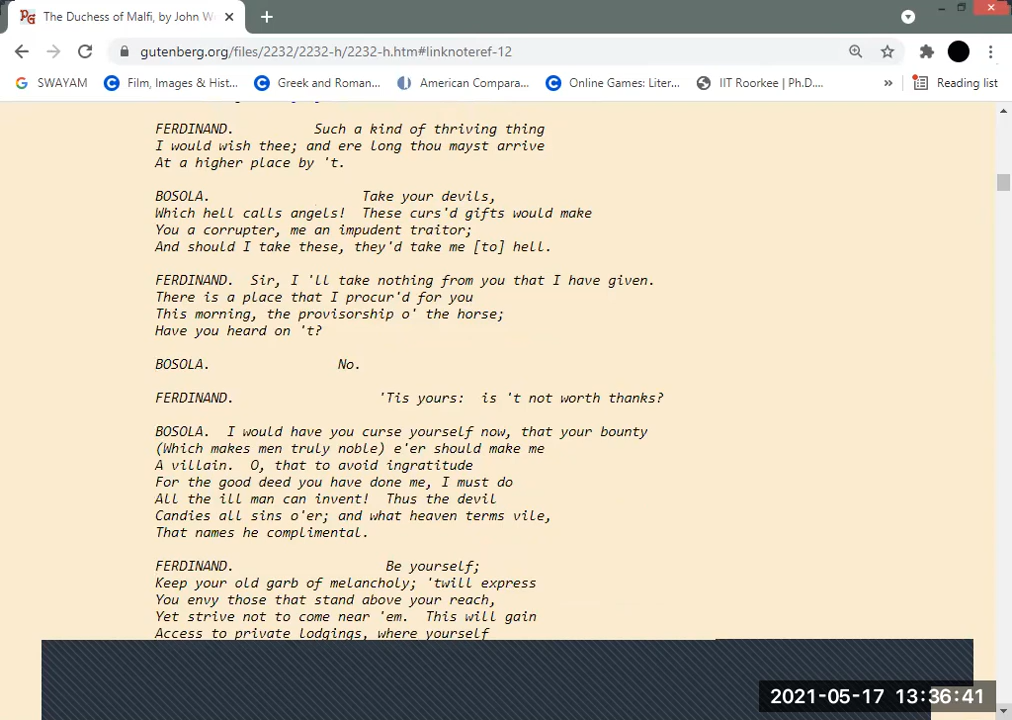 The Duchess of Malfi, by John W
gutenberg.org/files/2232/2232-h/2232-h.htm#linknoteref-12
SWAYAM Film, Images & Hist... Greek and Roman... American Compara... Online Games: Liter... IIT Roorkee | Ph.D.... » Reading list
FERDINAND. Such a kind of thriving thing
I would wish thee; and ere long thou mayst arrive
At a higher place by 't.
BOSOLA. Take your devils,
Which hell calls angels! These curs'd gifts would make
You a corrupter, me an impudent traitor;
And should I take these, they'd take me [to] hell.
FERDINAND. Sir, I 'll take nothing from you that I have given.
There is a place that I procur'd for you
This morning, the provisorship o' the horse;
Have you heard on 't?
BOSOLA. No.
FERDINAND. 'Tis yours: is 't not worth thanks?
BOSOLA. I would have you curse yourself now, that your bounty
(Which makes men truly noble) e'er should make me
A villain. O, that to avoid ingratitude
For the good deed you have done me, I must do
All the ill man can invent! Thus the devil
Candies all sins o'er; and what heaven terms vile,
That names he complimental.
FERDINAND. Be yourself;
Keep your old garb of melancholy; 'twill express
You envy those that stand above your reach,
Yet strive not to come near 'em. This will gain
Access to private lodgings, where yourself
2021-05-17 13:36:41